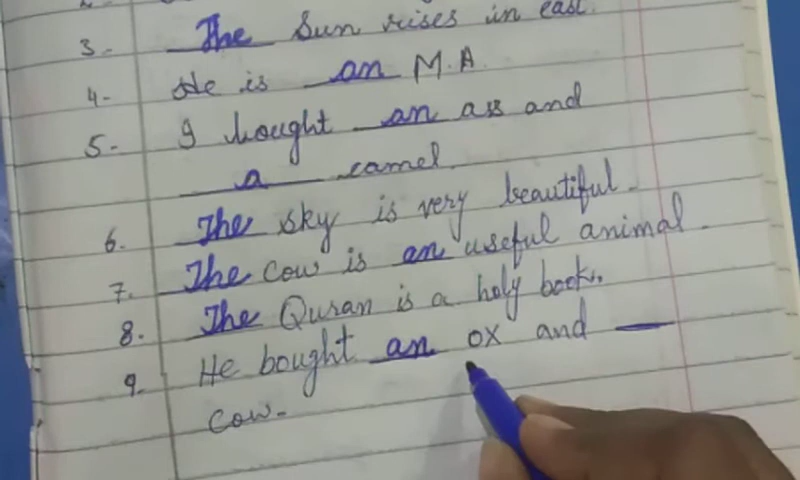 3. The Sun rises in east.
4. He is an M.A.
5. I bought an ass and
a camel
6. The sky is very beautiful.
7. The cow is an useful animal.
8. The Quran is a holy book.
9. He bought an ox and ___
cow.